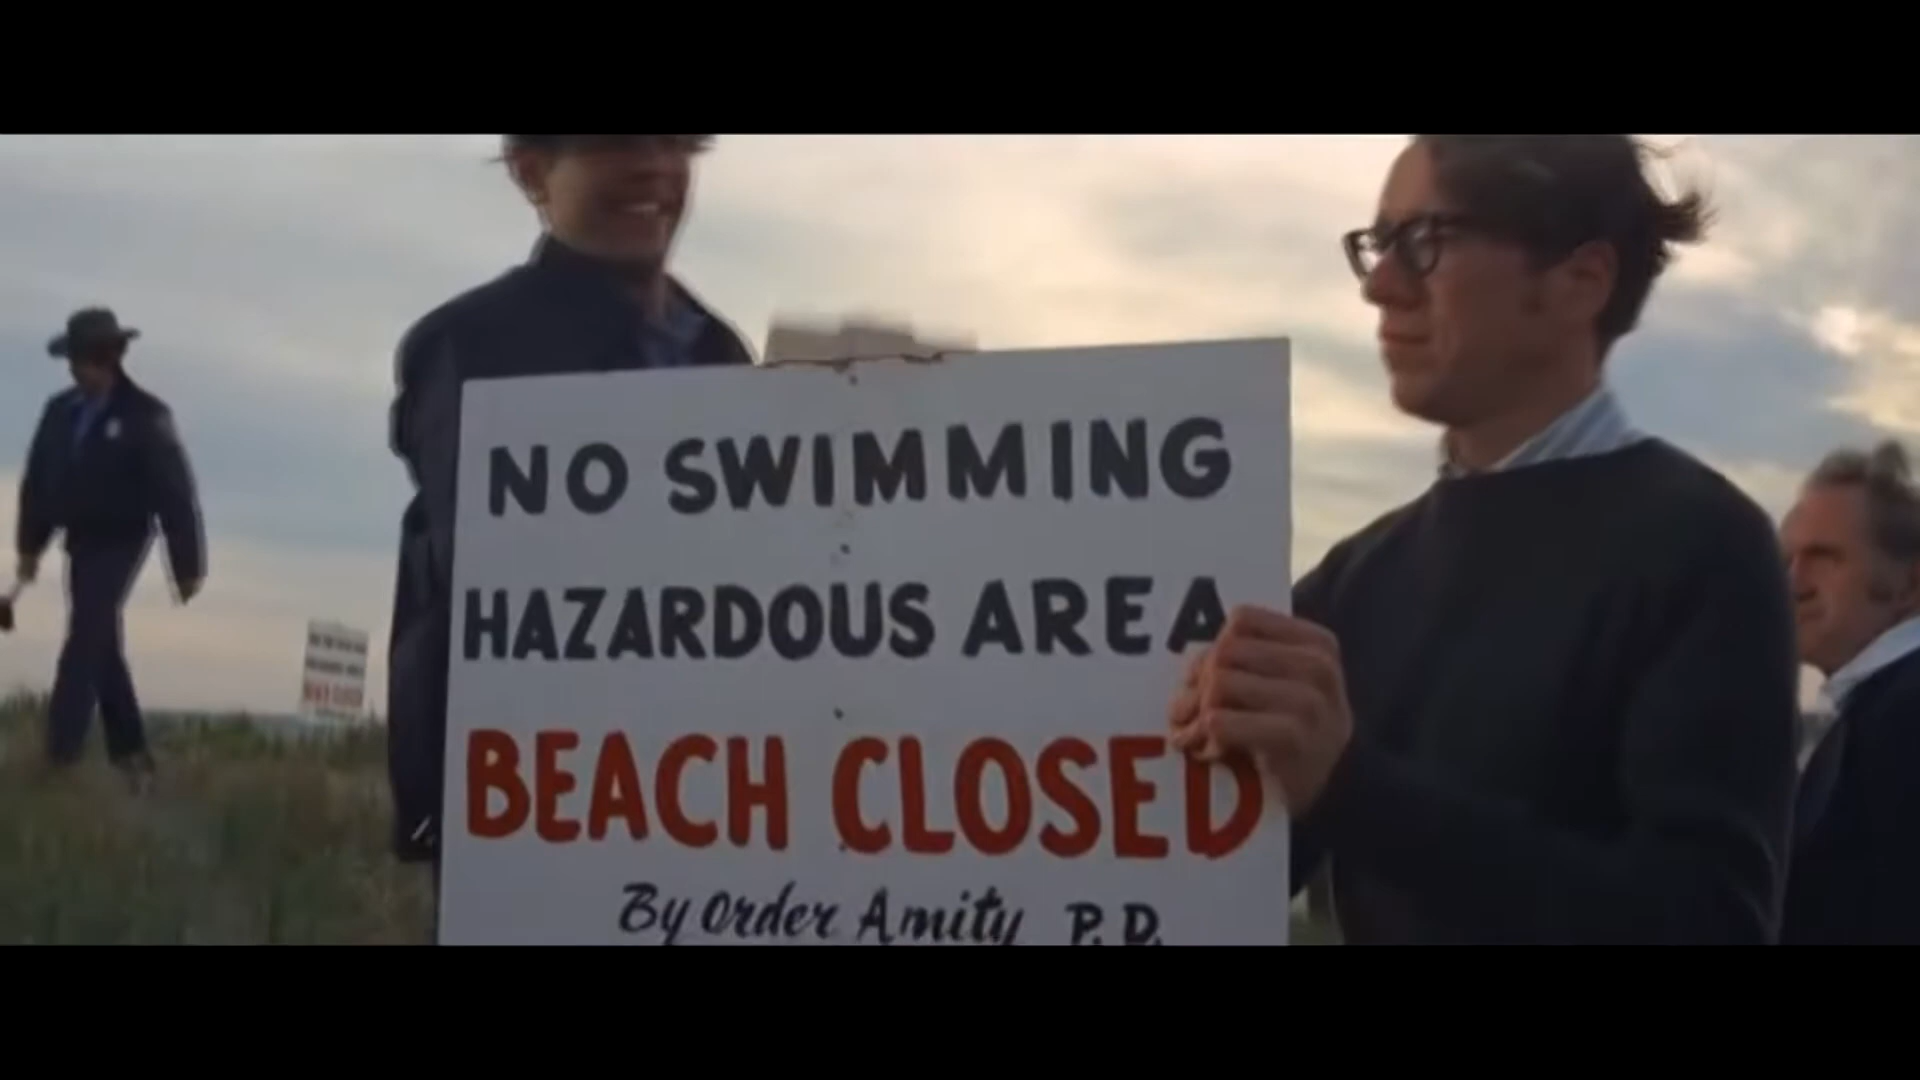 NO SWIMMING
HAZARDOUS AREA
BEACH CLOSED
By Order Amity P.D.